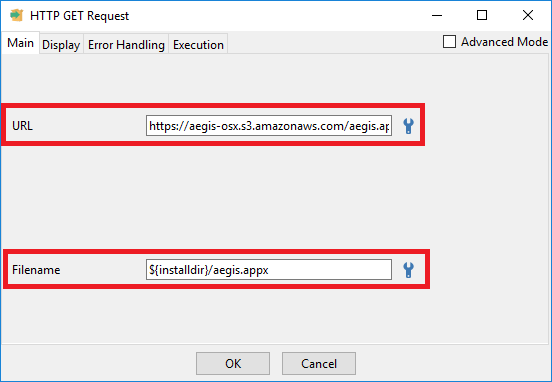 HTTP GET Request
Main Display Error Handling Execution Advanced Mode
URL https://aegis-osx.s3.amazonaws.com/aegis.ap
Filename ${installdir}/aegis.appx
OK Cancel